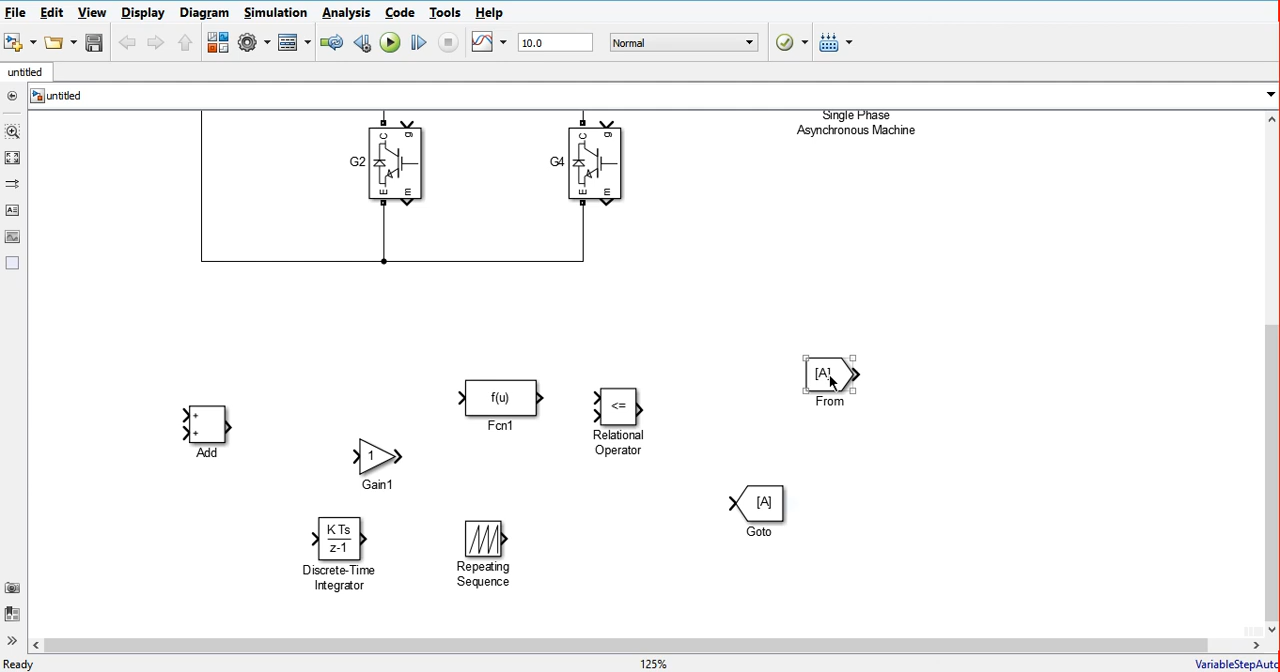 File Edit View Display Diagram Simulation Analysis Code Tools Help
10.0 Normal
untitled
untitled
Single Phase
Asynchronous Machine
C g
G2
E m
C g
G4
E m
[A]
From
f(u)
Fcn1
<=
Relational
Operator
+
+
Add
1
Gain1
[A]
Goto
K Ts
z-1
Discrete-Time
Integrator
Repeating
Sequence
Ready 125% VariableStepAuto